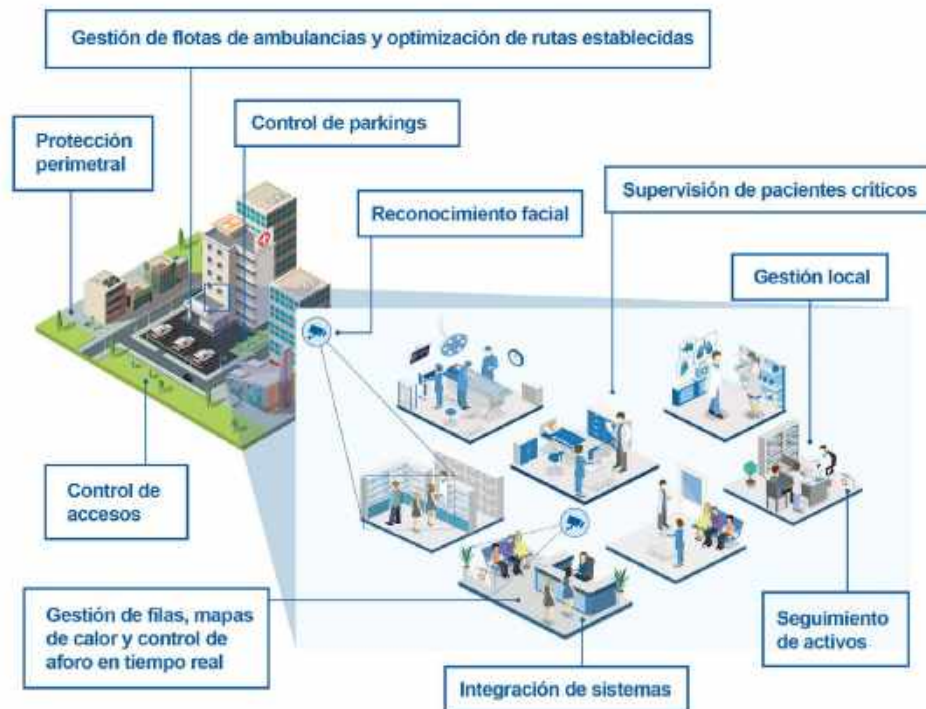 Gestión de flotas de ambulancias y optimización de rutas establecidas
Control de parkings
Protección
perimetral
Reconocimiento facial
Supervisión de pacientes críticos
Gestión local
Control de
accesos
Gestión de filas, mapas
de calor y control de
aforo en tiempo real
Seguimiento
de activos
Integración de sistemas